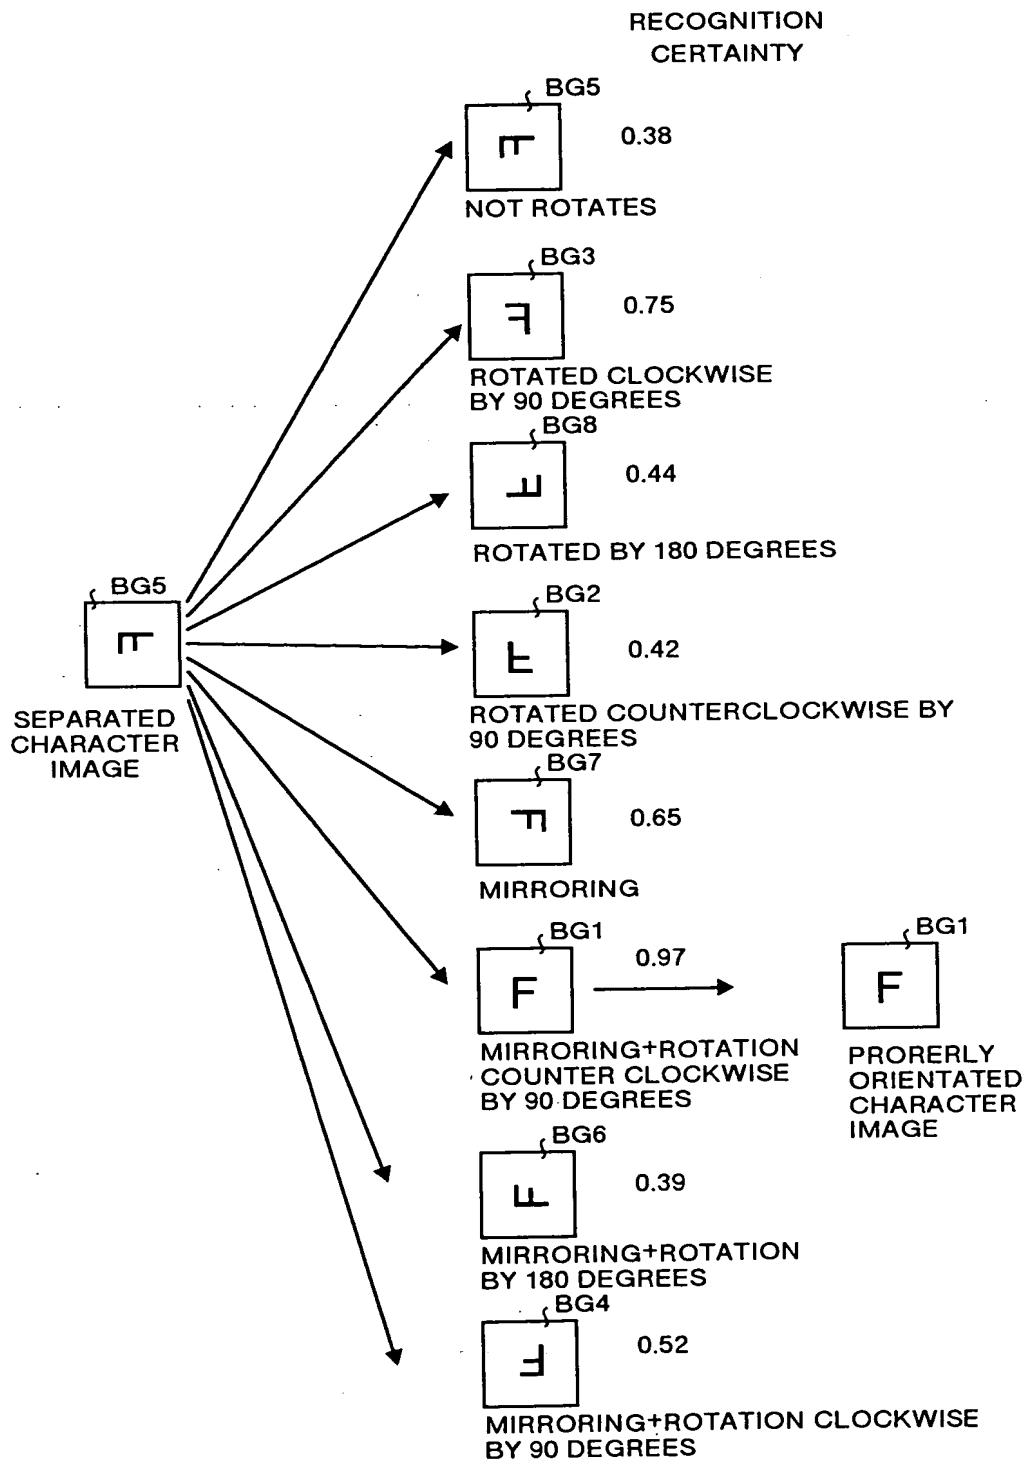 RECOGNITION
CERTAINTY
BG5
0.38
NOT ROTATES
BG3
0.75
ROTATED CLOCKWISE
BY 90 DEGREES
BG8
0.44
ROTATED BY 180 DEGREES
BG5
SEPARATED
CHARACTER
IMAGE
BG2
0.42
ROTATED COUNTERCLOCKWISE BY
90 DEGREES
BG7
0.65
MIRRORING
BG1
F
0.97
MIRRORING+ROTATION
COUNTER CLOCKWISE
BY 90 DEGREES
BG1
F
PRORERLY
ORIENTATED
CHARACTER
IMAGE
BG6
0.39
MIRRORING+ROTATION
BY 180 DEGREES
BG4
0.52
MIRRORING+ROTATION CLOCKWISE
BY 90 DEGREES